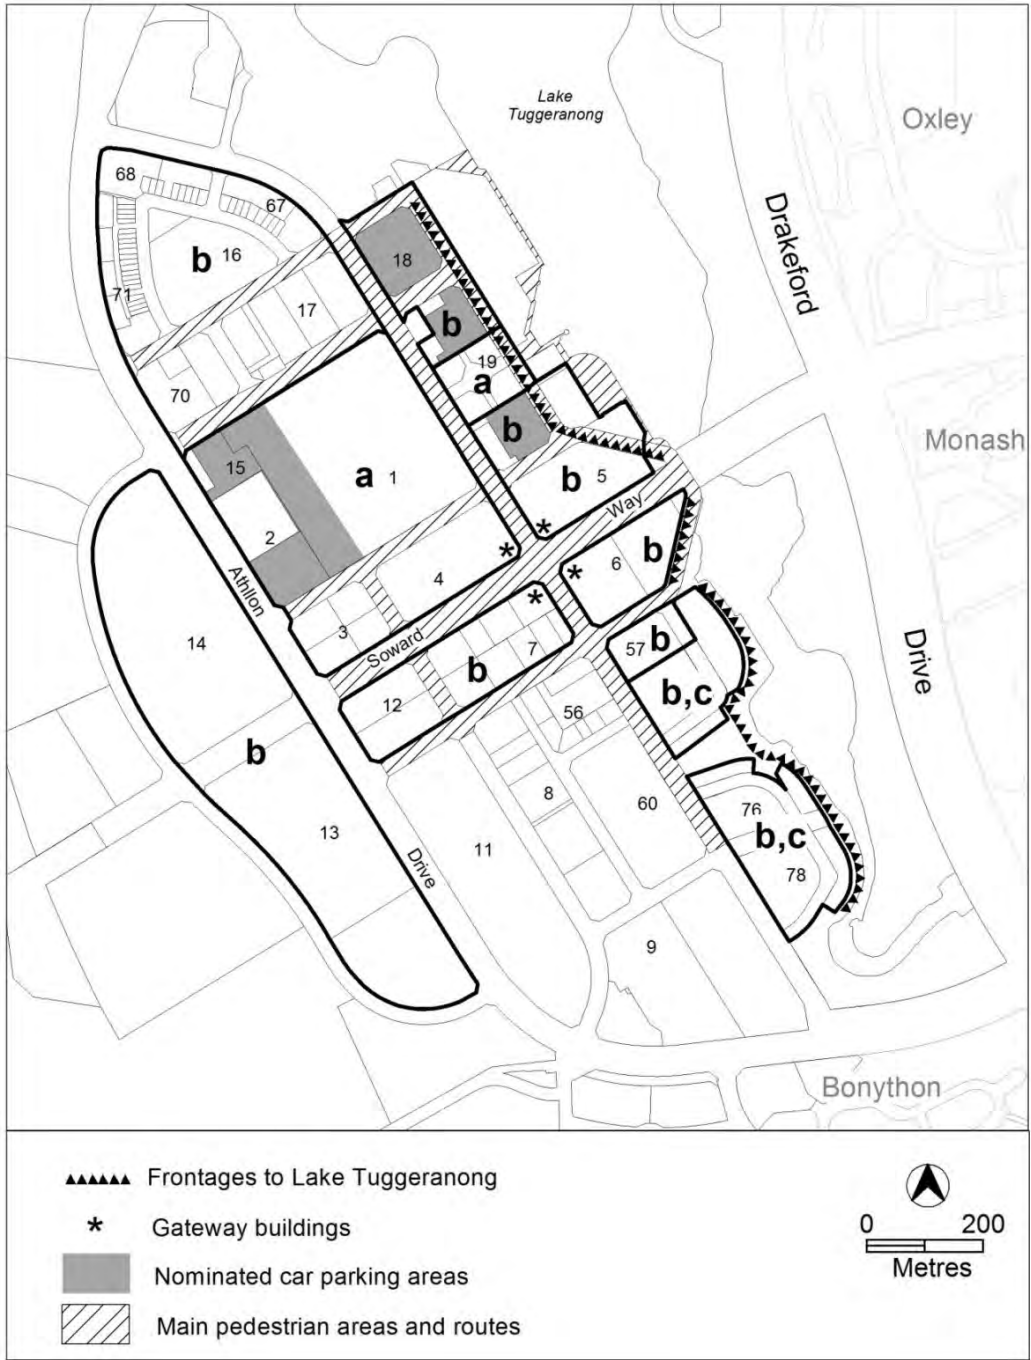 Lake
Tuggeranong
Oxley
68
67
Drakeford
b 16
18
71
17
b
19
70
a
Monash
b
15
a 1
b 5
Way
2
4
6
b
Athllon
3
Soward
7
57
b
14
b
b,c
12
56
b
8
60
76
13
Drive
11
b,c
78
9
Drive
Bonython
Frontages to Lake Tuggeranong
* Gateway buildings
0 200
Metres
Nominated car parking areas
Main pedestrian areas and routes